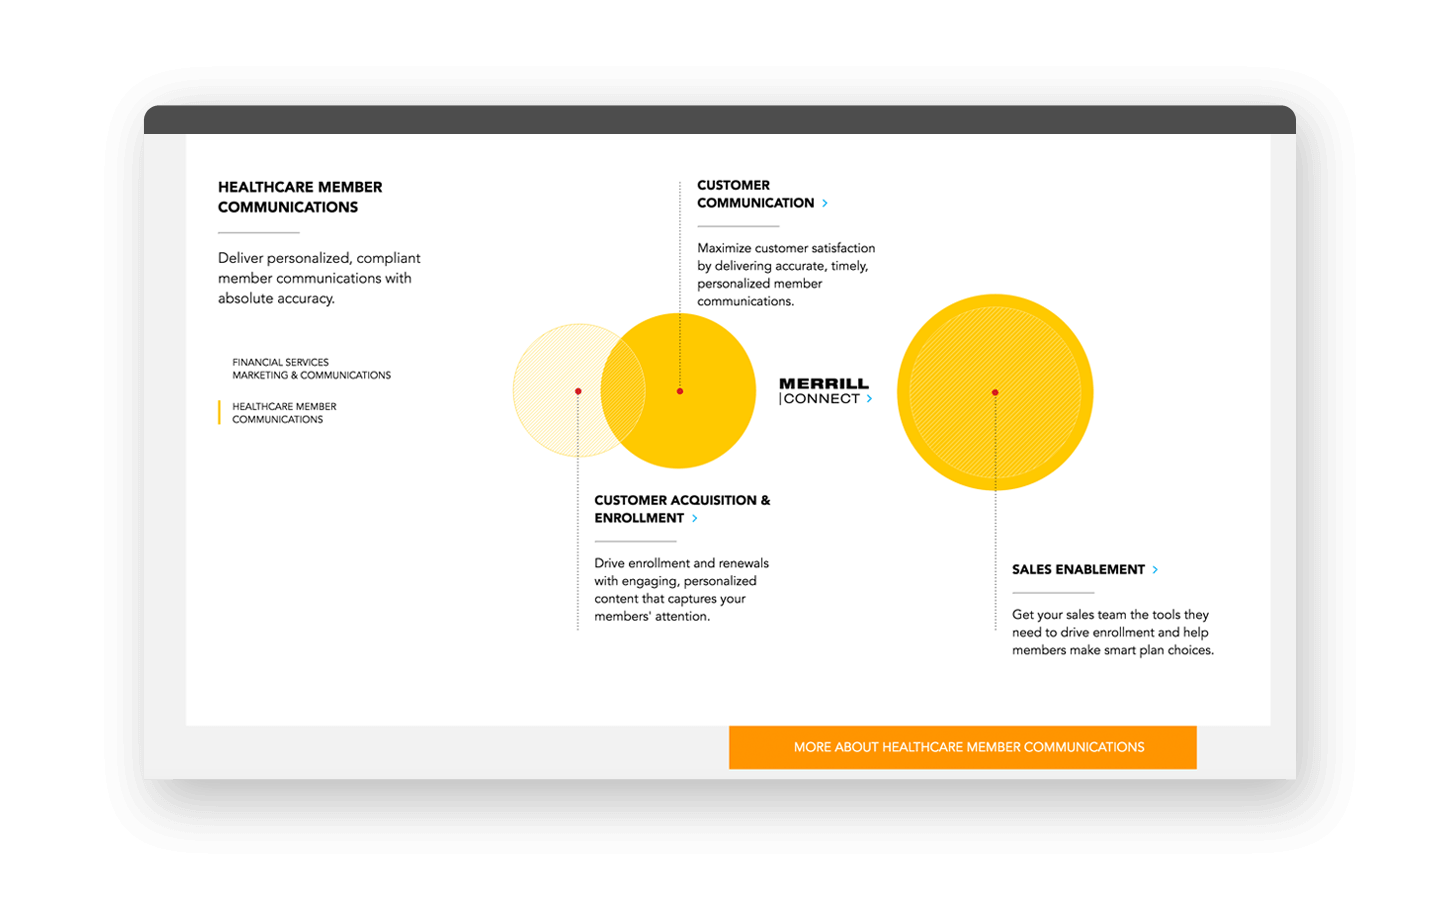 HEALTHCARE MEMBER
COMMUNICATIONS
Deliver personalized, compliant
member communications with
absolute accuracy.
FINANCIAL SERVICES
MARKETING & COMMUNICATIONS
HEALTHCARE MEMBER
COMMUNICATIONS
CUSTOMER
COMMUNICATION >
Maximize customer satisfaction
by delivering accurate, timely,
personalized member
communications.
MERRILL
|CONNECT >
CUSTOMER ACQUISITION &
ENROLLMENT >
Drive enrollment and renewals
with engaging, personalized
content that captures your
members' attention.
SALES ENABLEMENT >
Get your sales team the tools they
need to drive enrollment and help
members make smart plan choices.
MORE ABOUT HEALTHCARE MEMBER COMMUNICATIONS